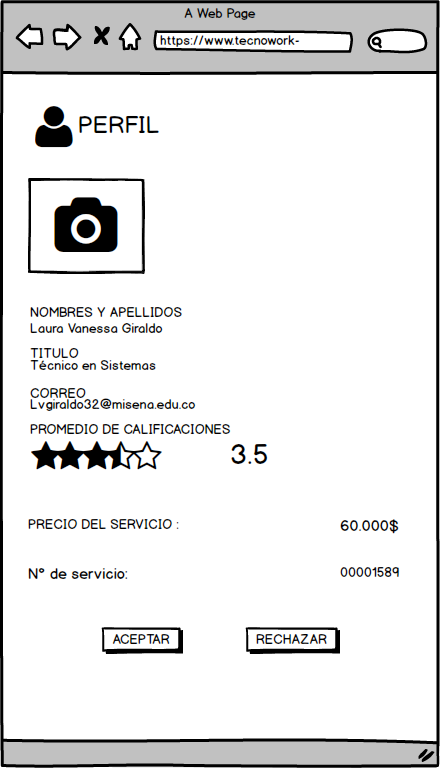 A Web Page
https://www.tecnowork-
PERFIL
NOMBRES Y APELLIDOS
Laura Vanessa Giraldo
TITULO
Técnico en Sistemas
CORREO
Lvgiraldo32@misena.edu.co
PROMEDIO DE CALIFICACIONES
3.5
PRECIO DEL SERVICIO : 60.000$
N° de servicio: 00001589
ACEPTAR RECHAZAR